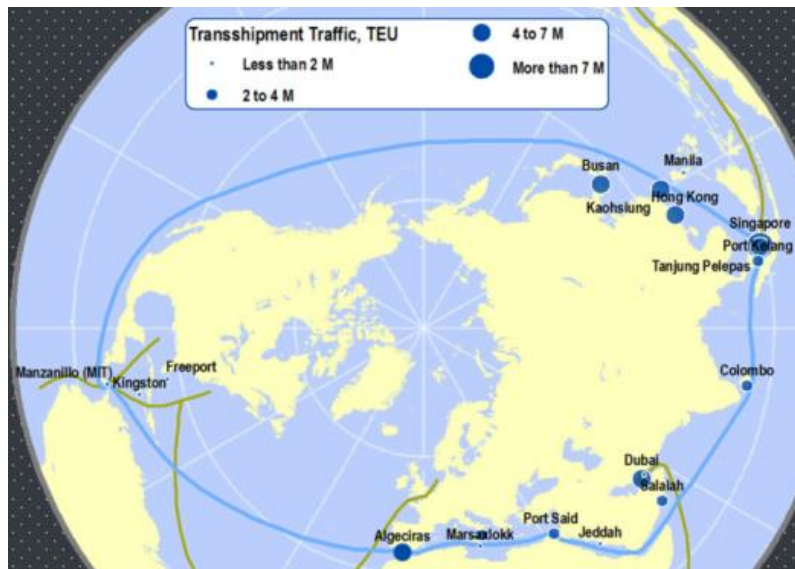 Transshipment Traffic, TEU
Less than 2 M
2 to 4 M
4 to 7 M
More than 7 M
Busan
Manila
Kaohsiung
Hong Kong
Singapore
Port Kelang
Tanjung Pelepas
Manzanillo (MIT)
Kingston
Freeport
Colombo
Dubai
Salalah
Algeciras
Marsaxlokk
Port Said
Jeddah